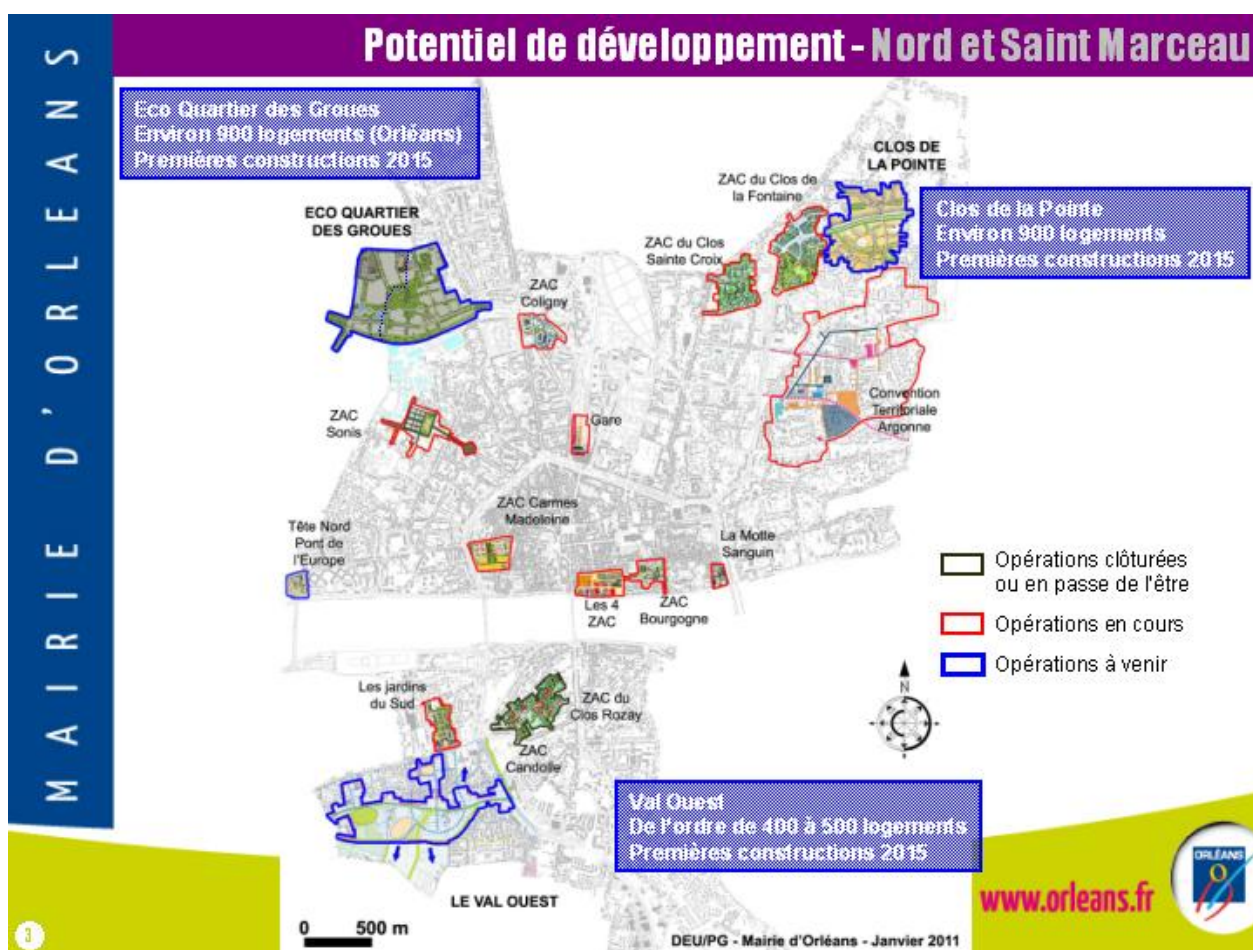 Potentiel de développement - Nord et Saint Marceau
MAIRIE D'ORLEANS
Eco Quartier des Groues
Environ 900 logements (Orléans)
Premières constructions 2015
ECO QUARTIER
DES GROUES
CLOS DE
LA POINTE
ZAC du Clos de
la Fontaine
Clos de la Pointe
Environ 900 logements
Premières constructions 2015
ZAC du Clos
Sainte Croix
ZAC
Coligny
ZAC
Sonis
Gare
Convention
Territoriale
Argonne
ZAC Carmes
Madeleine
Tête Nord
Pont de
l'Europe
La Motte
Sanguin
Les 4
ZAC
ZAC
Bourgogne
Opérations clôturées
ou en passe de l'être
Opérations en cours
Opérations à venir
N
Les jardins
du Sud
ZAC du
Clos Rozay
ZAC
Candolle
Val Ouest
De l'ordre de 400 à 500 logements
Premières constructions 2015
LE VAL OUEST
0 500 m
DEU/PG - Mairie d'Orléans - Janvier 2011
www.orleans.fr
ORLÉANS
3